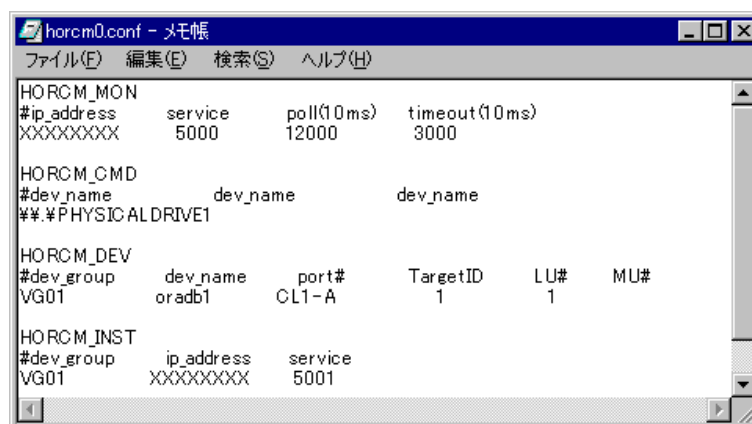 horcm0.conf - メモ帳
ファイル(F) 編集(E) 検索(S) ヘルプ(H)
HORCM_MON
#ip_address service poll(10ms) timeout(10ms)
XXXXXXXX 5000 12000 3000
HORCM_CMD
#dev_name dev_name dev_name
¥¥.¥PHYSICALDRIVE1
HORCM_DEV
#dev_group dev_name port# TargetID LU# MU#
VG01 oradb1 CL1-A 1 1
HORCM_INST
#dev_group ip_address service
VG01 XXXXXXXX 5001